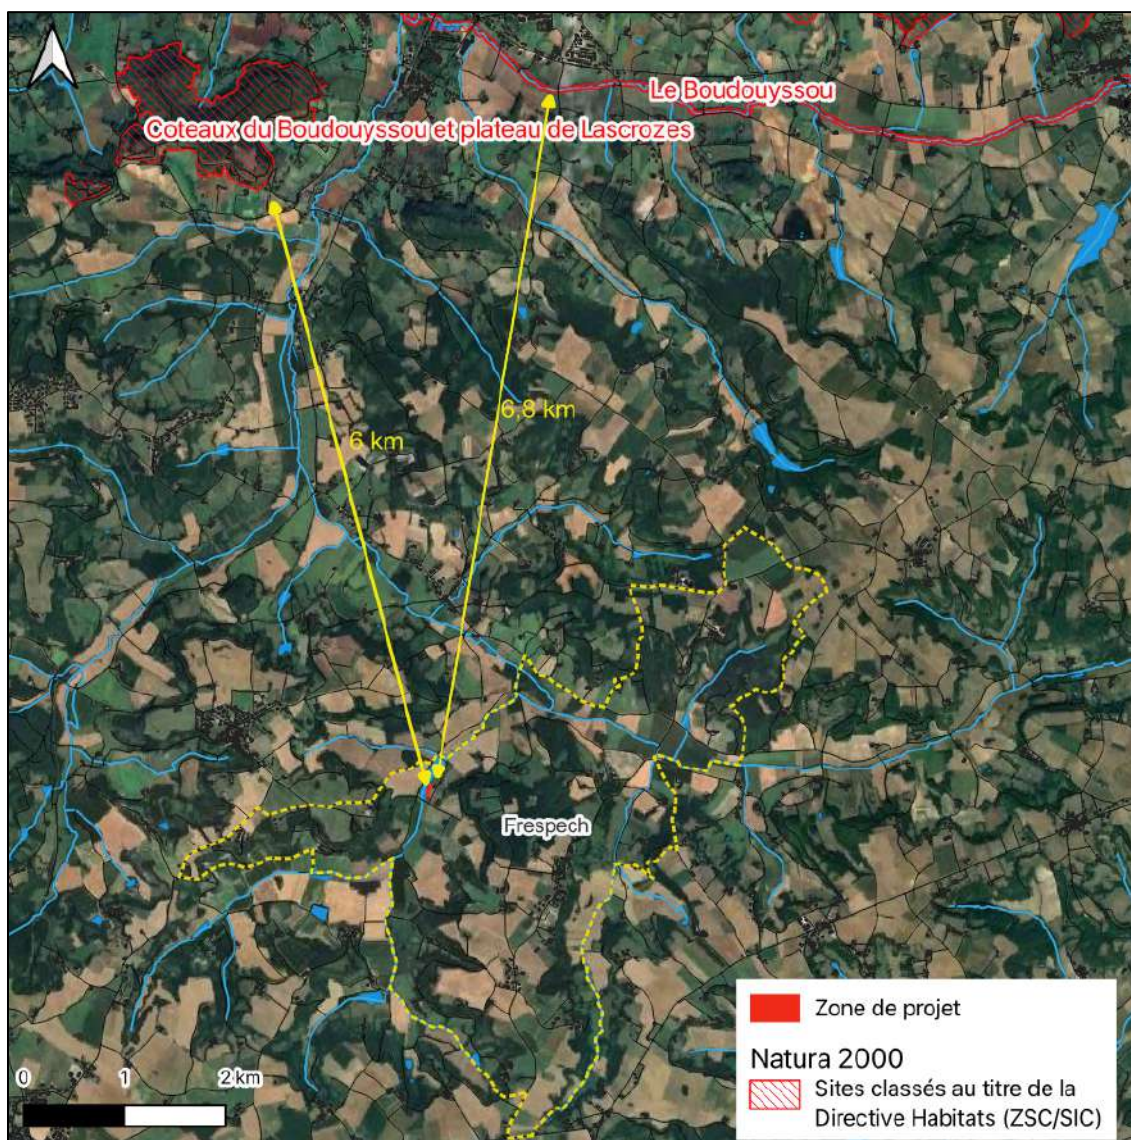 Le Boudouyssou
Coteaux du Boudouyssou et plateau de Lascrozes
6,8 km
6 km
Frespech
Zone de projet
Natura 2000
Sites classés au titre de la
Directive Habitats (ZSC/SIC)
0 1 2 km